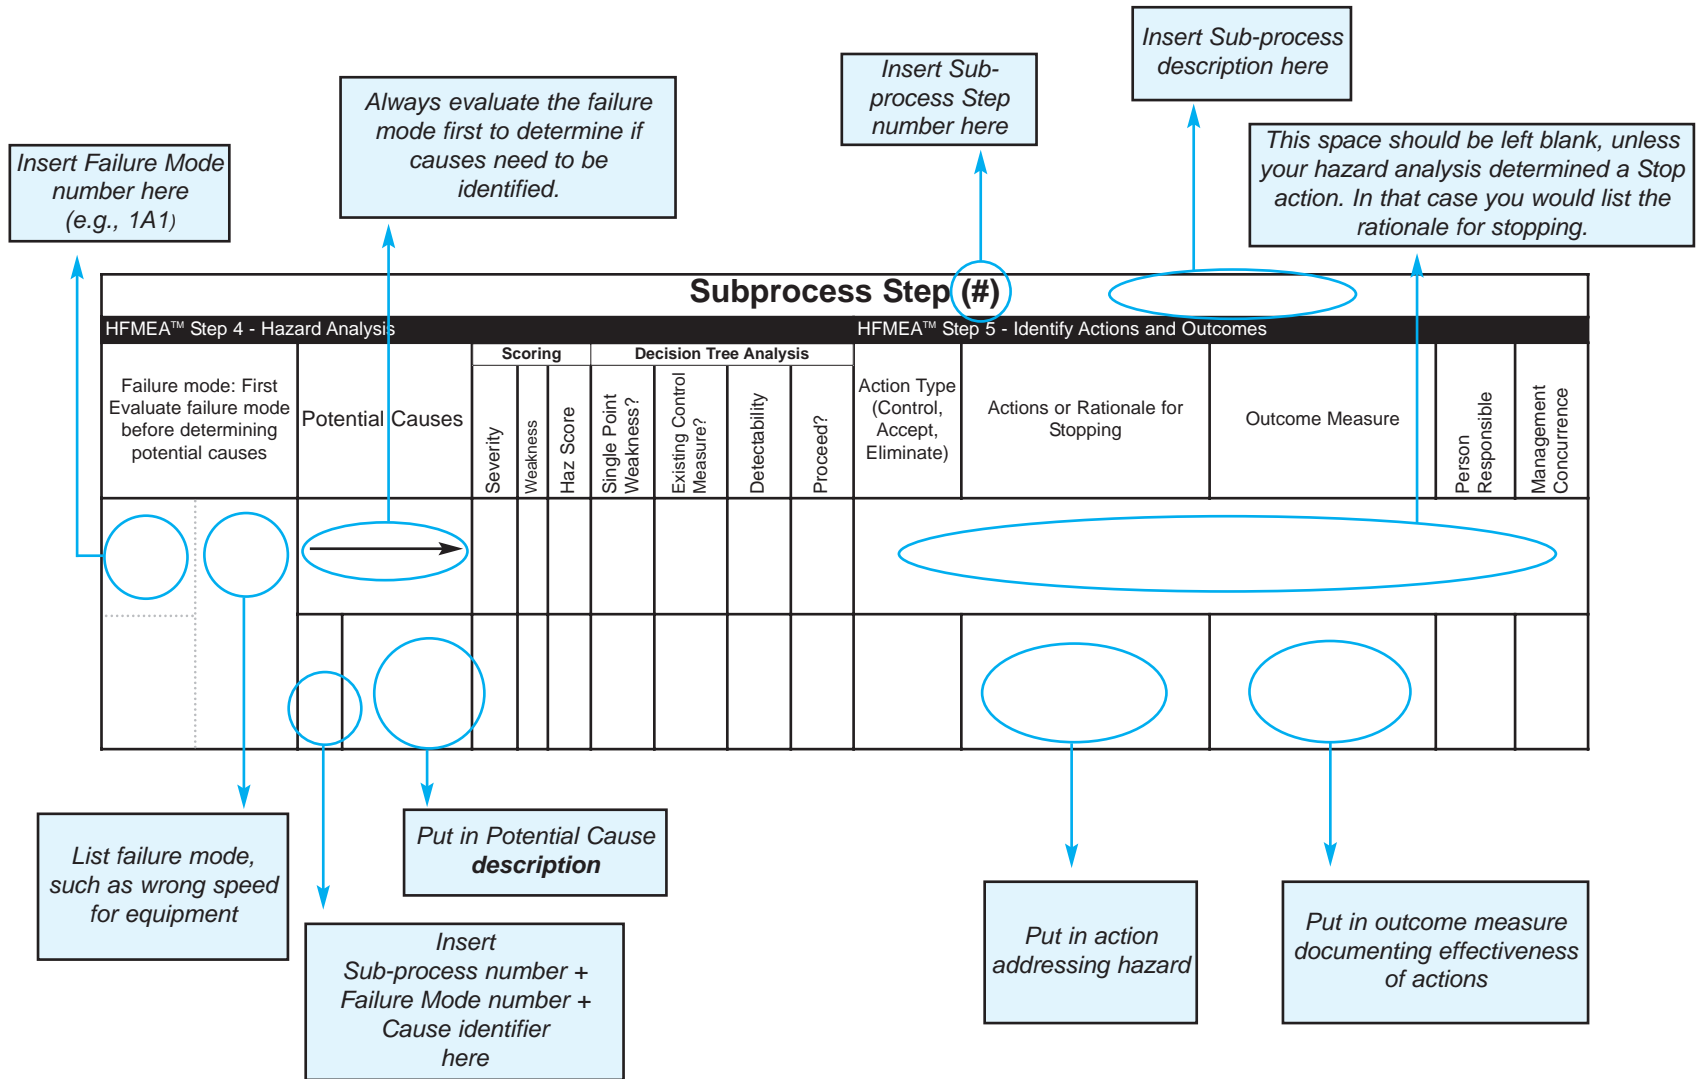 Insert Sub-process
description here
Insert Sub-
process Step
number here
Always evaluate the failure
mode first to determine if
causes need to be
identified.
This space should be left blank, unless
your hazard analysis determined a Stop
action. In that case you would list the
rationale for stopping.
Insert Failure Mode
number here
(e.g., 1A1)
Subprocess Step (#)
HFMEA™ Step 4 - Hazard Analysis
HFMEA™ Step 5 - Identify Actions and Outcomes
Failure mode: First
Evaluate failure mode
before determining
potential causes
Potential Causes
Scoring
Severity
Weakness
Haz Score
Decision Tree Analysis
Single Point
Weakness?
Existing Control
Measure?
Detectability
Proceed?
Action Type
(Control,
Accept,
Eliminate)
Actions or Rationale for
Stopping
Outcome Measure
Person
Responsible
Management
Concurrence
List failure mode,
such as wrong speed
for equipment
Put in Potential Cause
description
Insert
Sub-process number +
Failure Mode number +
Cause identifier
here
Put in action
addressing hazard
Put in outcome measure
documenting effectiveness
of actions